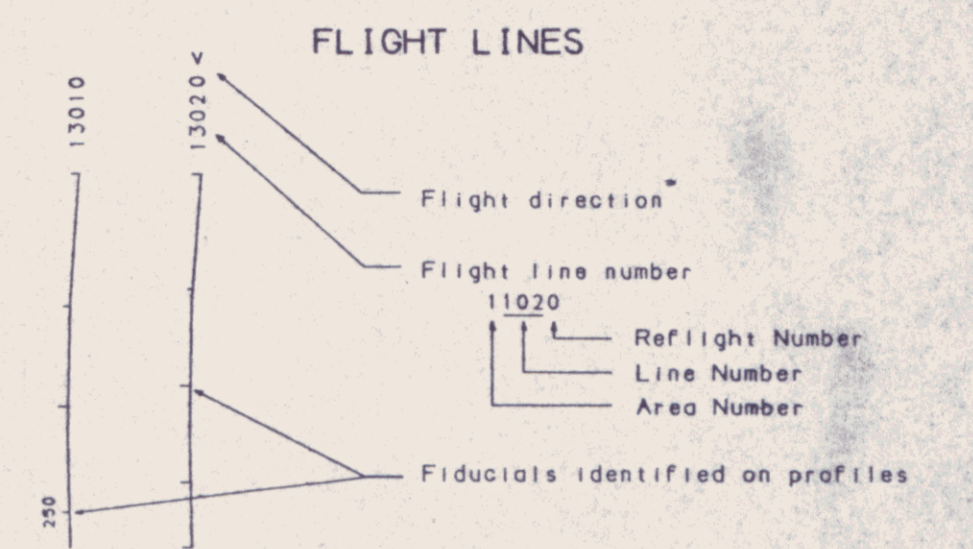 FLIGHT LINES
13010
13020 <
Flight direction
Flight line number
11020
Reflight Number
Line Number
Area Number
Fiducials identified on profiles
250